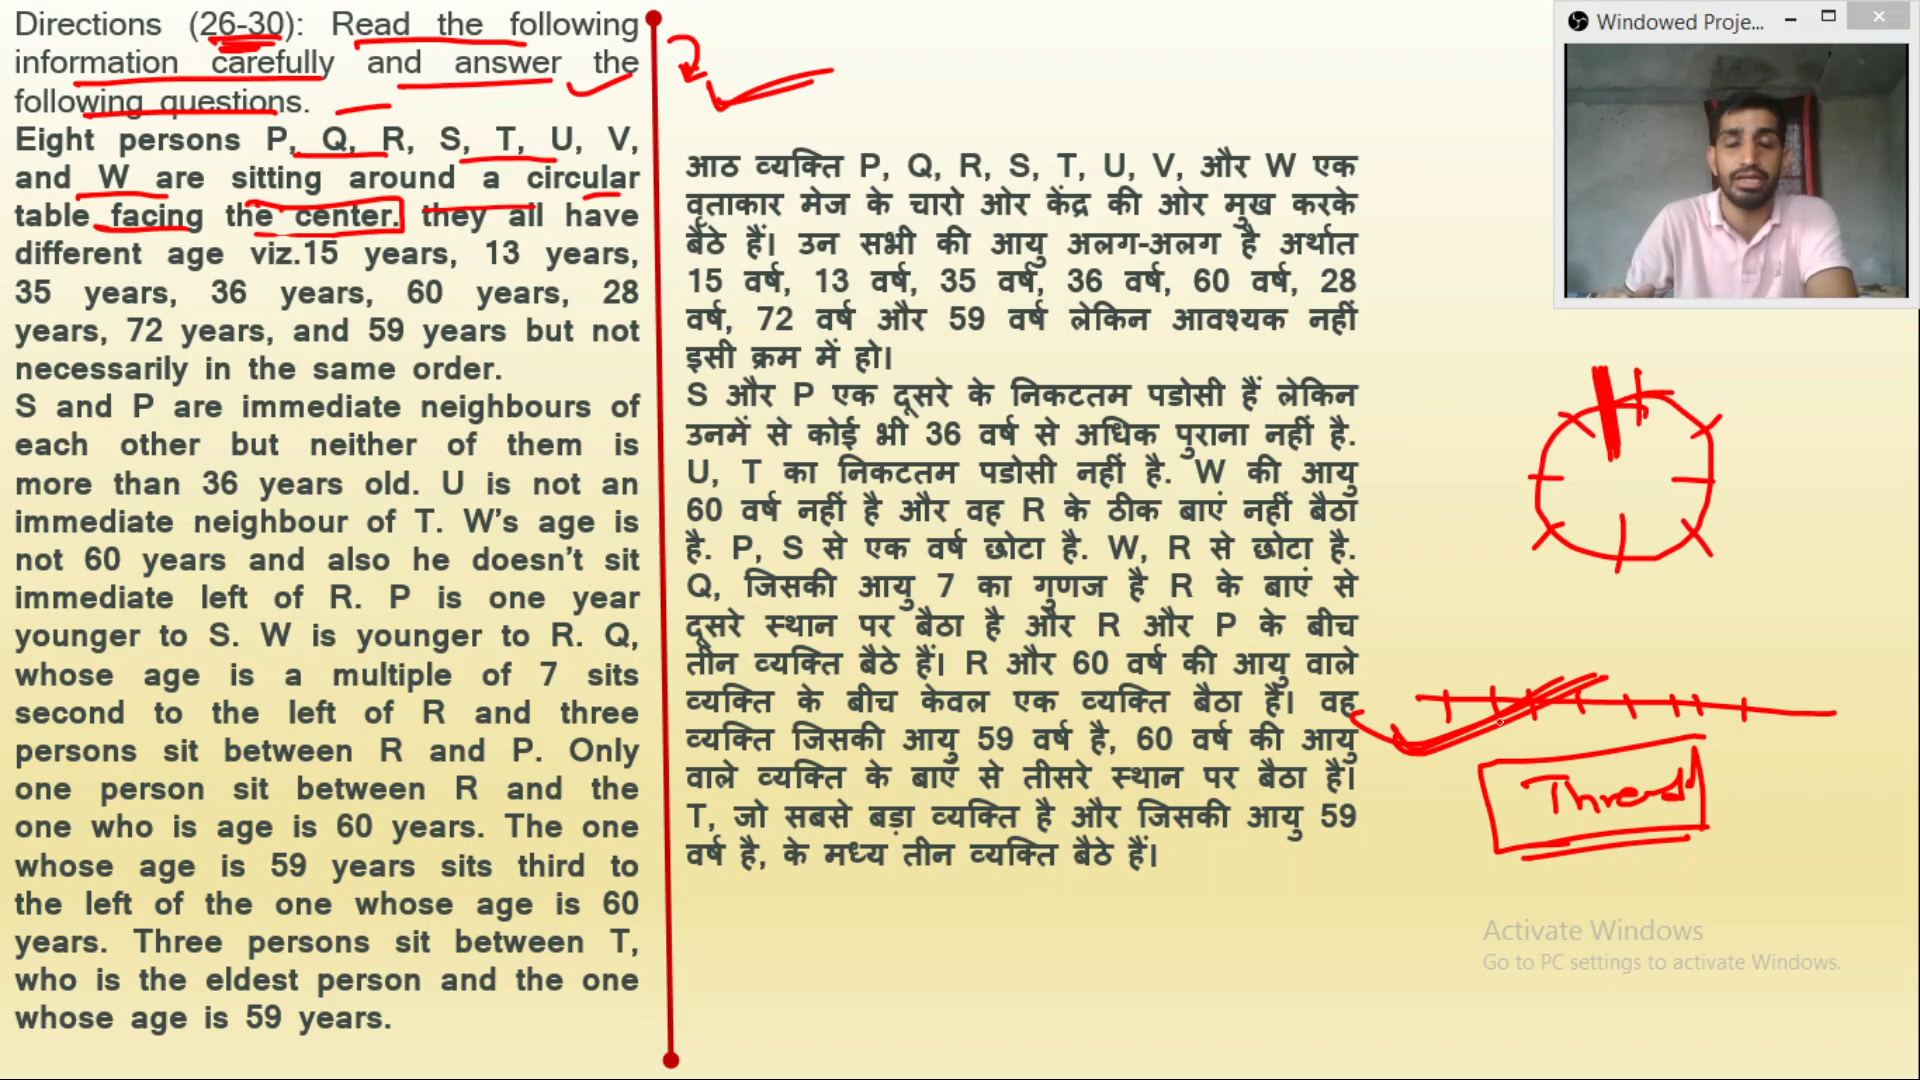 Directions (26-30): Read the following
information carefully and answer the
following questions.
Eight persons P, Q, R, S, T, U, V,
and W are sitting around a circular
table facing the center. they all have
different age viz.15 years, 13 years,
35 years, 36 years, 60 years, 28
years, 72 years, and 59 years but not
necessarily in the same order.
S and P are immediate neighbours of
each other but neither of them is
more than 36 years old. U is not an
immediate neighbour of T. W’s age is
not 60 years and also he doesn’t sit
immediate left of R. P is one year
younger to S. W is younger to R. Q,
whose age is a multiple of 7 sits
second to the left of R and three
persons sit between R and P. Only
one person sit between R and the
one who is age is 60 years. The one
whose age is 59 years sits third to
the left of the one whose age is 60
years. Three persons sit between T,
who is the eldest person and the one
whose age is 59 years.
आठ व्यक्ति P, Q, R, S, T, U, V, और W एक
वृताकार मेज के चारो ओर केंद्र की ओर मुख करके
बैठे हैं। उन सभी की आयु अलग-अलग है अर्थात
15 वर्ष, 13 वर्ष, 35 वर्ष, 36 वर्ष, 60 वर्ष, 28
वर्ष, 72 वर्ष और 59 वर्ष लेकिन आवश्यक नहीं
इसी क्रम में हो।
S और P एक दूसरे के निकटतम पडोसी हैं लेकिन
उनमें से कोई भी 36 वर्ष से अधिक पुराना नहीं है.
U, T का निकटतम पडोसी नहीं है. W की आयु
60 वर्ष नहीं है और वह R के ठीक बाएं नहीं बैठा
है. P, S से एक वर्ष छोटा है. W, R से छोटा है.
Q, जिसकी आयु 7 का गुणज है R के बाएं से
दूसरे स्थान पर बैठा है और R और P के बीच
तीन व्यक्ति बैठे हैं। R और 60 वर्ष की आयु वाले
व्यक्ति के बीच केवल एक व्यक्ति बैठा है। वह
व्यक्ति जिसकी आयु 59 वर्ष है, 60 वर्ष की आयु
वाले व्यक्ति के बाएं से तीसरे स्थान पर बैठा है।
T, जो सबसे बड़ा व्यक्ति है और जिसकी आयु 59
वर्ष है, के मध्य तीन व्यक्ति बैठे हैं।
Windowed Proje...
Thread
Activate Windows
Go to PC settings to activate Windows.